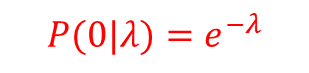 P(0|λ) = e^{-λ}